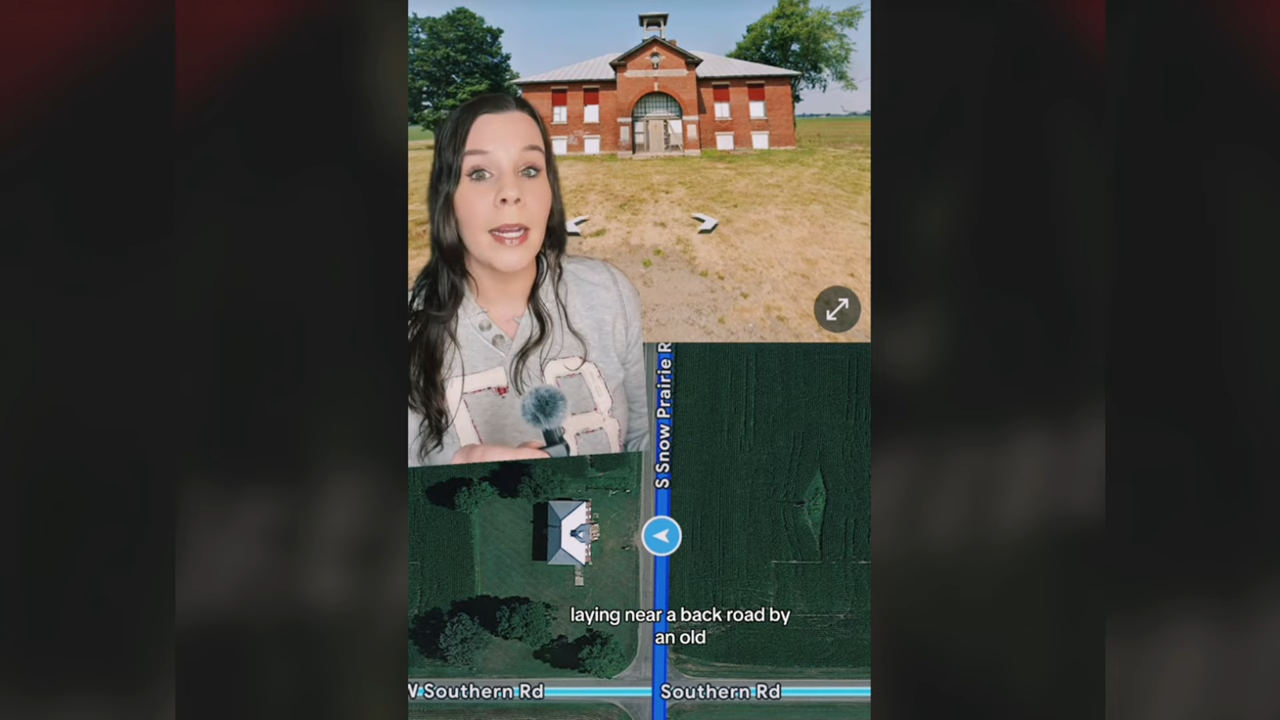 S Snow Prairie R
laying near a back road by
an old
W Southern Rd
Southern Rd